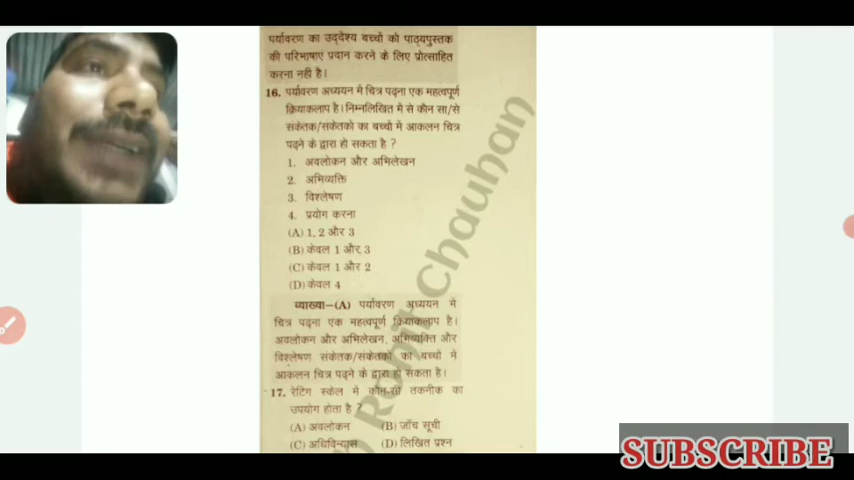 पर्यावरण का उद्देश्य बच्चों को पाठ्यपुस्तक
की परिभाषाएं प्रदान करने के लिए प्रोत्साहित
करना नही है।
16. पर्यावरण अध्ययन में चित्र पढ़ना एक महत्वपूर्ण
क्रियाकलाप है। निम्नलिखित में से कौन सा/से
संकेतक/संकेतकों का बच्चों में आकलन चित्र
पढ़ने के द्वारा हो सकता है ?
1. अवलोकन और अभिलेखन
2. अभिव्यक्ति
3. विश्लेषण
4. प्रयोग करना
(A) 1, 2 और 3
(B) केवल 1 और 3
(C) केवल 1 और 2
(D) केवल 4
व्याख्या–(A) पर्यावरण अध्ययन में
चित्र पढ़ना एक महत्वपूर्ण क्रियाकलाप है।
अवलोकन और अभिलेखन, अभिव्यक्ति और
विश्लेषण संकेतक/संकेतकों का बच्चों में
आकलन चित्र पढ़ने के द्वारा हो सकता है।
17. रेटिंग स्केल में कौन-सी तकनीक का
उपयोग होता है ?
(A) अवलोकन (B) जाँच सूची
(C) अधिविन्यास (D) लिखित प्रश्न
Rohit Chauhan
SUBSCRIBE